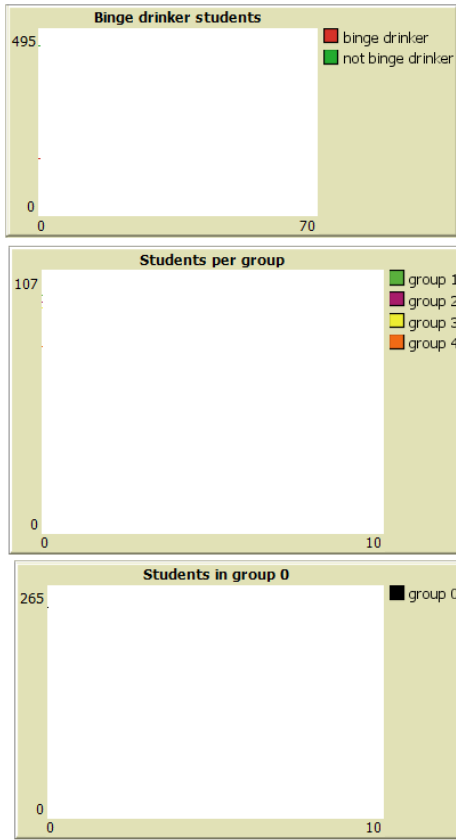 Binge drinker students
495
binge drinker
not binge drinker
0
0 70
Students per group
107
group 1
group 2
group 3
group 4
0
0 10
Students in group 0
265
group 0
0
0 10